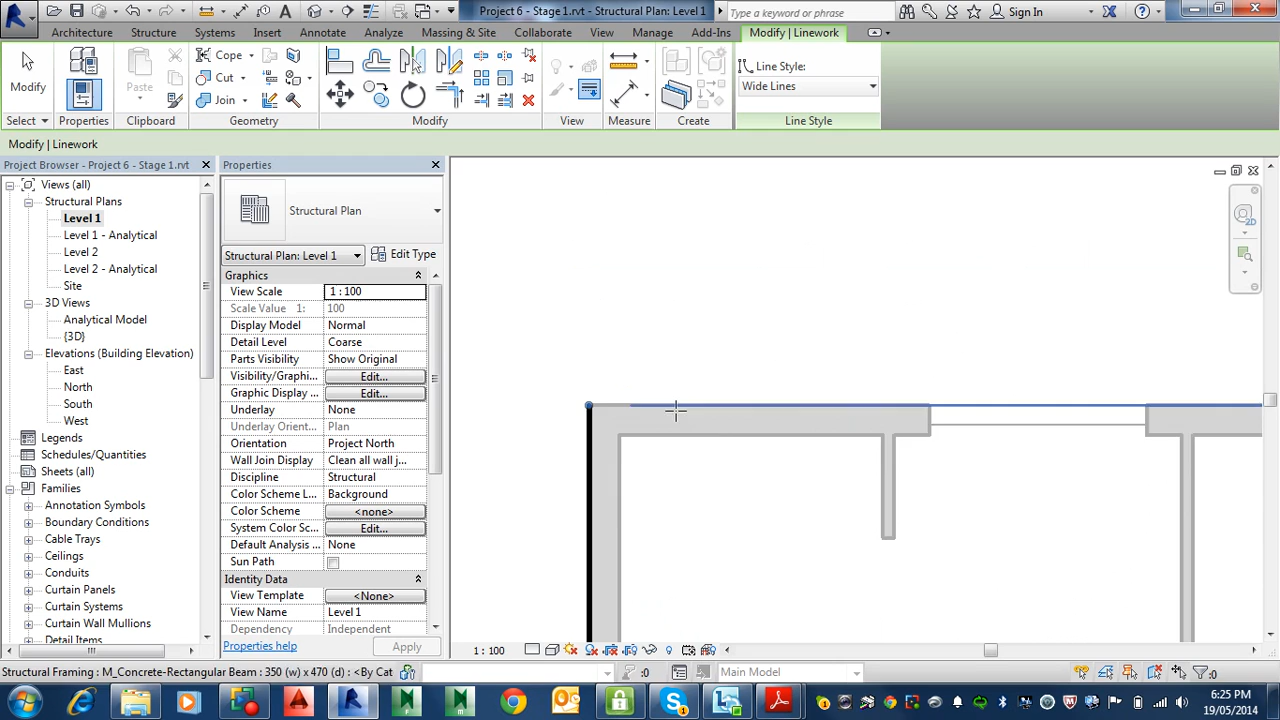 Project 6 - Stage 1.rvt - Structural Plan: Level 1
Type a keyword or phrase
Sign In
Architecture Structure Systems Insert Annotate Analyze Massing & Site Collaborate View Manage Add-Ins Modify | Linework
Modify
Paste
Cope
Cut
Join
Line Style:
Wide Lines
Select Properties Clipboard Geometry Modify View Measure Create Line Style
Modify | Linework
Project Browser - Project 6 - Stage 1.rvt
Views (all)
Structural Plans
Level 1
Level 1 - Analytical
Level 2
Level 2 - Analytical
Site
3D Views
Analytical Model
{3D}
Elevations (Building Elevation)
East
North
South
West
Legends
Schedules/Quantities
Sheets (all)
Families
Annotation Symbols
Boundary Conditions
Cable Trays
Ceilings
Conduits
Curtain Panels
Curtain Systems
Curtain Wall Mullions
Detail Items
Properties
Structural Plan
Structural Plan: Level 1
Edit Type
Graphics
View Scale 1 : 100
Scale Value 1: 100
Display Model Normal
Detail Level Coarse
Parts Visibility Show Original
Visibility/Graphi... Edit...
Graphic Display ... Edit...
Underlay None
Underlay Orient... Plan
Orientation Project North
Wall Join Display Clean all wall j...
Discipline Structural
Color Scheme L... Background
Color Scheme <none>
System Color Sc... Edit...
Default Analysis ... None
Sun Path
Identity Data
View Template <None>
View Name Level 1
Dependency Independent
Properties help
Apply
2D
1 : 100
Structural Framing : M_Concrete-Rectangular Beam : 350 (w) x 470 (d) : <By Cat
:0
Main Model
:0
6:25 PM
19/05/2014